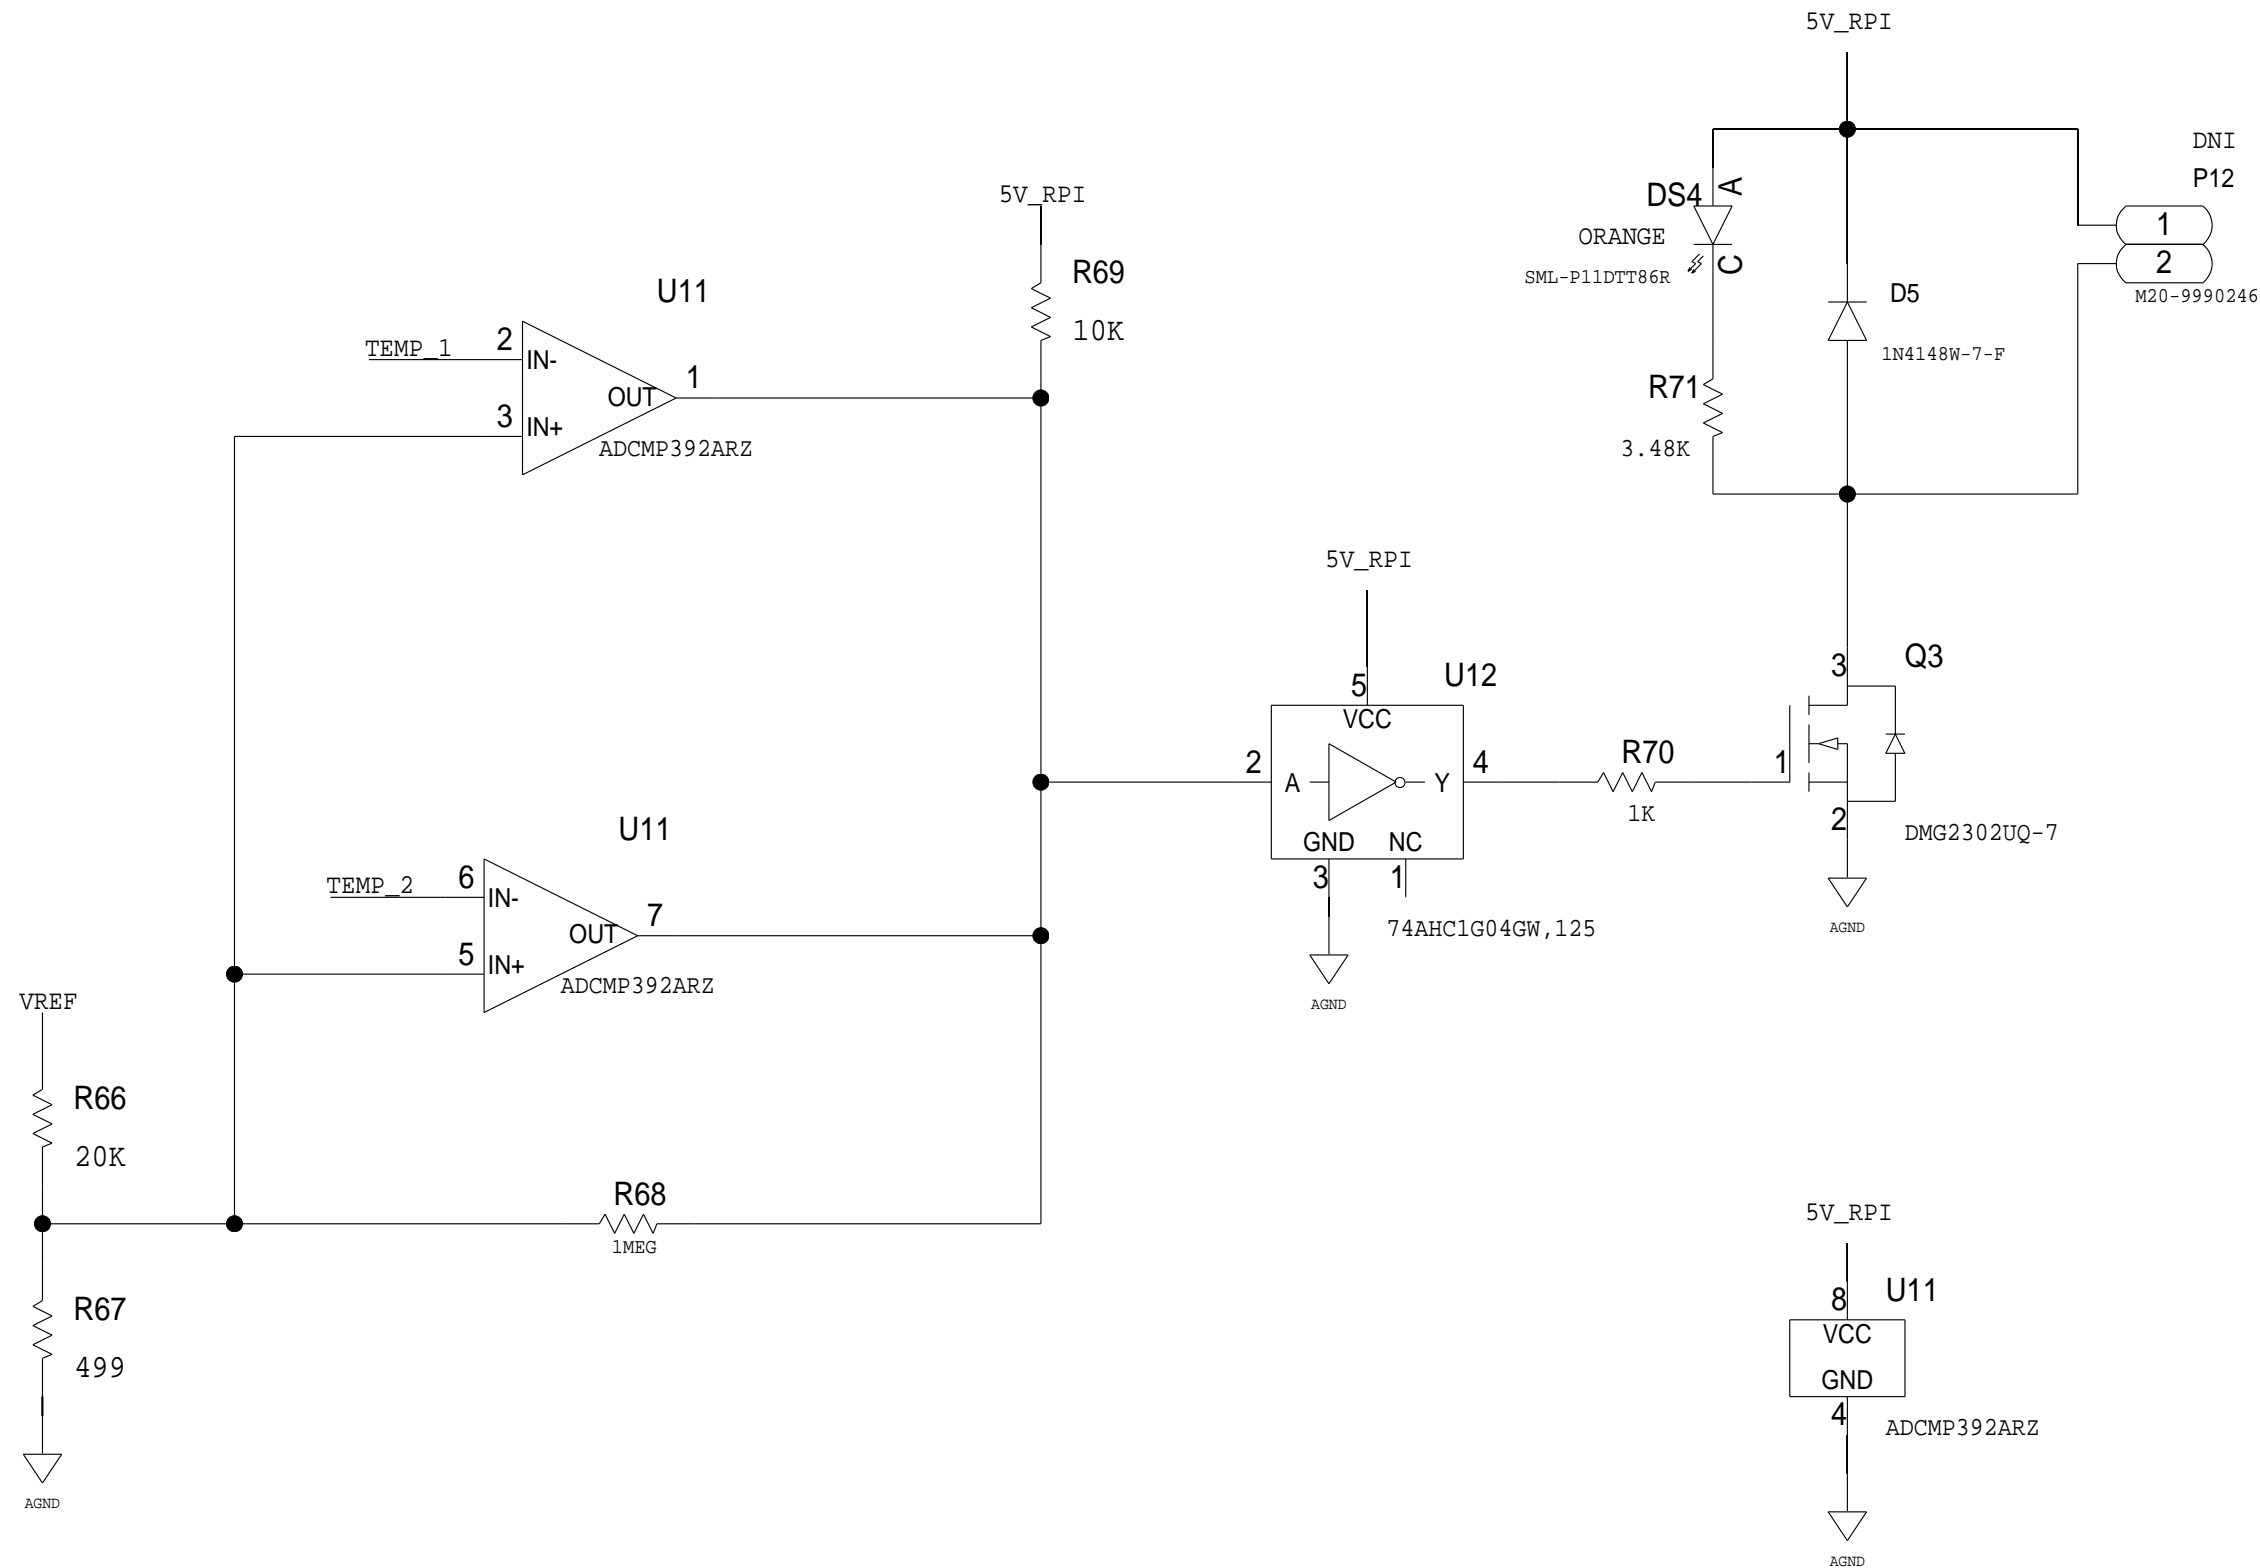 5V_RPI
DNI
P12
1
2
M20-9990246
DS4
A
ORANGE
C
SML-P11DTT86R
D5
1N4148W-7-F
R71
3.48K
5V_RPI
R69
10K
U11
TEMP_1
2
IN-
3
IN+
OUT
1
ADCMP392ARZ
5V_RPI
U12
5
VCC
2
A
Y
4
GND
NC
3
1
74AHC1G04GW,125
AGND
R70
1K
Q3
3
1
2
DMG2302UQ-7
AGND
U11
TEMP_2
6
IN-
5
IN+
OUT
7
ADCMP392ARZ
VREF
R66
20K
R68
1MEG
R67
499
AGND
5V_RPI
U11
8
VCC
GND
4
ADCMP392ARZ
AGND